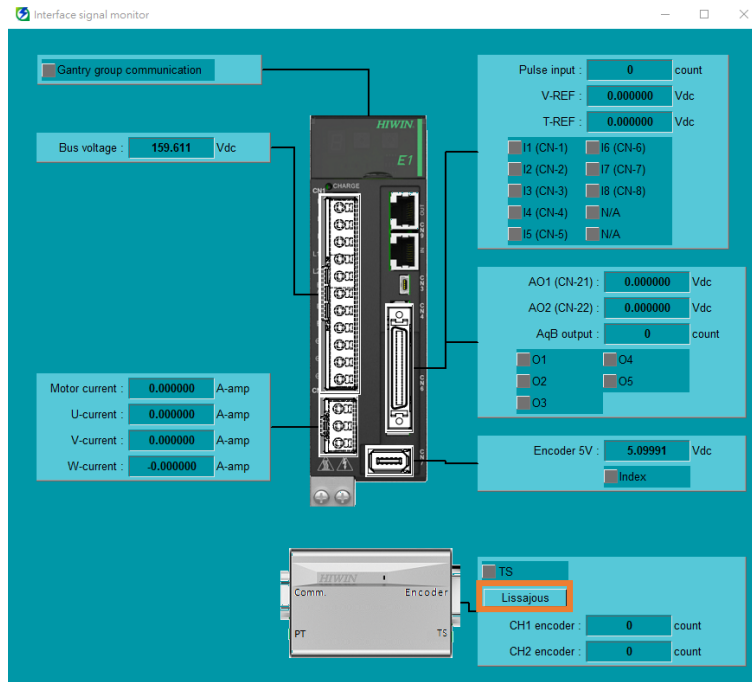 Interface signal monitor
Gantry group communication
Bus voltage : 159.611 Vdc
Motor current : 0.000000 A-amp
U-current : 0.000000 A-amp
V-current : 0.000000 A-amp
W-current : -0.000000 A-amp
HIWIN
E1
CHARGE
CN1
L1
L2
OUT
IN
Pulse input : 0 count
V-REF : 0.000000 Vdc
T-REF : 0.000000 Vdc
I1 (CN-1) I6 (CN-6)
I2 (CN-2) I7 (CN-7)
I3 (CN-3) I8 (CN-8)
I4 (CN-4) N/A
I5 (CN-5) N/A
AO1 (CN-21) : 0.000000 Vdc
AO2 (CN-22) : 0.000000 Vdc
AqB output : 0 count
O1 O4
O2 O5
O3
Encoder 5V : 5.09991 Vdc
Index
HIWIN
Comm. Encoder
PT TS
TS
Lissajous
CH1 encoder : 0 count
CH2 encoder : 0 count